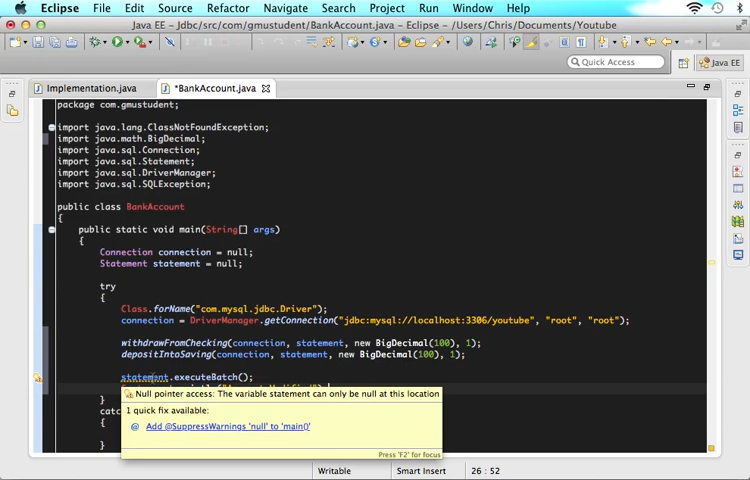 Eclipse File Edit Source Refactor Navigate Search Project Run Window Help
Java EE - Jdbc/src/com/gmustudent/BankAccount.java - Eclipse - /Users/Chris/Documents/Youtube
Quick Access
Java EE
Implementation.java
*BankAccount.java
package com.gmustudent;
import java.lang.ClassNotFoundException;
import java.math.BigDecimal;
import java.sql.Connection;
import java.sql.Statement;
import java.sql.DriverManager;
import java.sql.SQLException;
public class BankAccount
{
public static void main(String[] args)
{
Connection connection = null;
Statement statement = null;
try
{
Class.forName("com.mysql.jdbc.Driver");
connection = DriverManager.getConnection("jdbc:mysql://localhost:3306/youtube", "root", "root");
withdrawFromChecking(connection, statement, new BigDecimal(100), 1);
depositIntoSaving(connection, statement, new BigDecimal(100), 1);
statement.executeBatch();
}
catc
{
}
Null pointer access: The variable statement can only be null at this location
1 quick fix available:
@ Add @SuppressWarnings 'null' to 'main()'
Press 'F2' for focus
Writable
Smart Insert
26 : 52